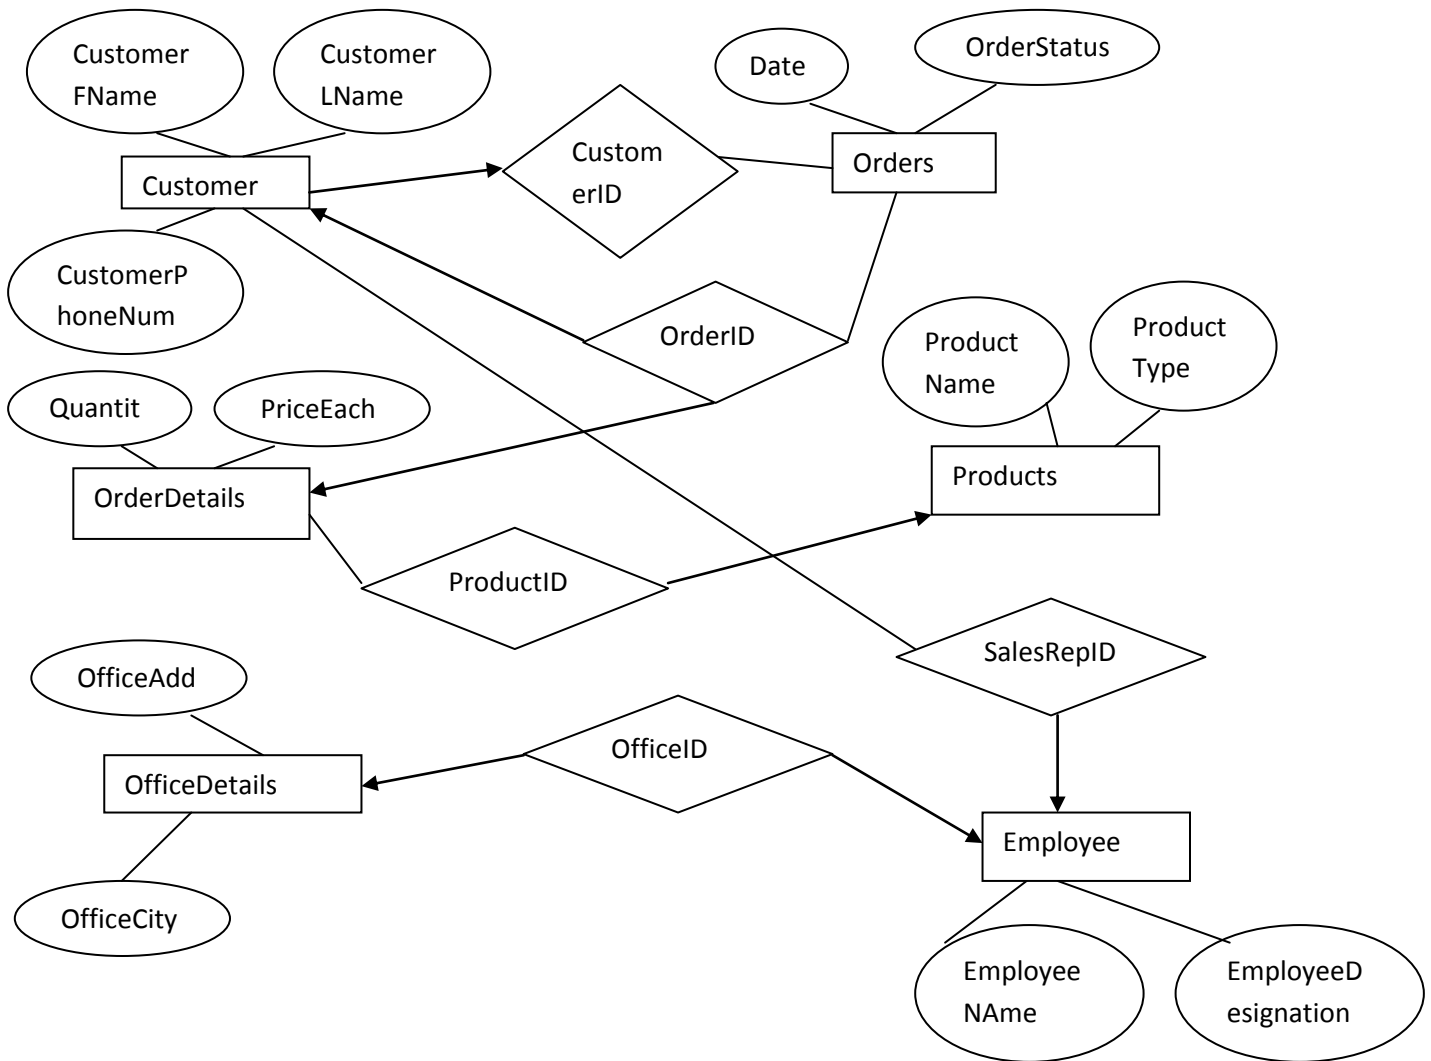 Customer
FName
Customer
LName
Date
OrderStatus
Customer
Custom
erID
Orders
CustomerP
honeNum
OrderID
Product
Name
Product
Type
Quantit
PriceEach
OrderDetails
Products
ProductID
SalesRepID
OfficeAdd
OfficeDetails
OfficeID
Employee
OfficeCity
Employee
NAme
EmployeeD
esignation